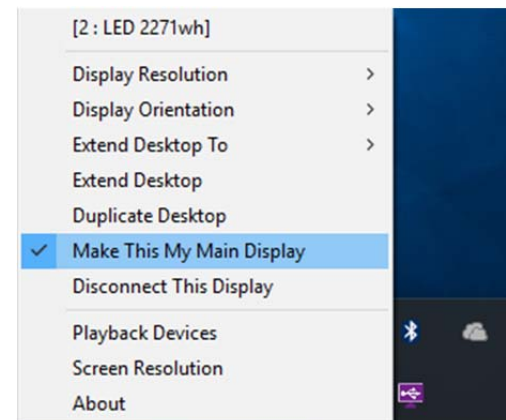 [2 : LED 2271wh]
Display Resolution
Display Orientation
Extend Desktop To
Extend Desktop
Duplicate Desktop
Make This My Main Display
Disconnect This Display
Playback Devices
Screen Resolution
About